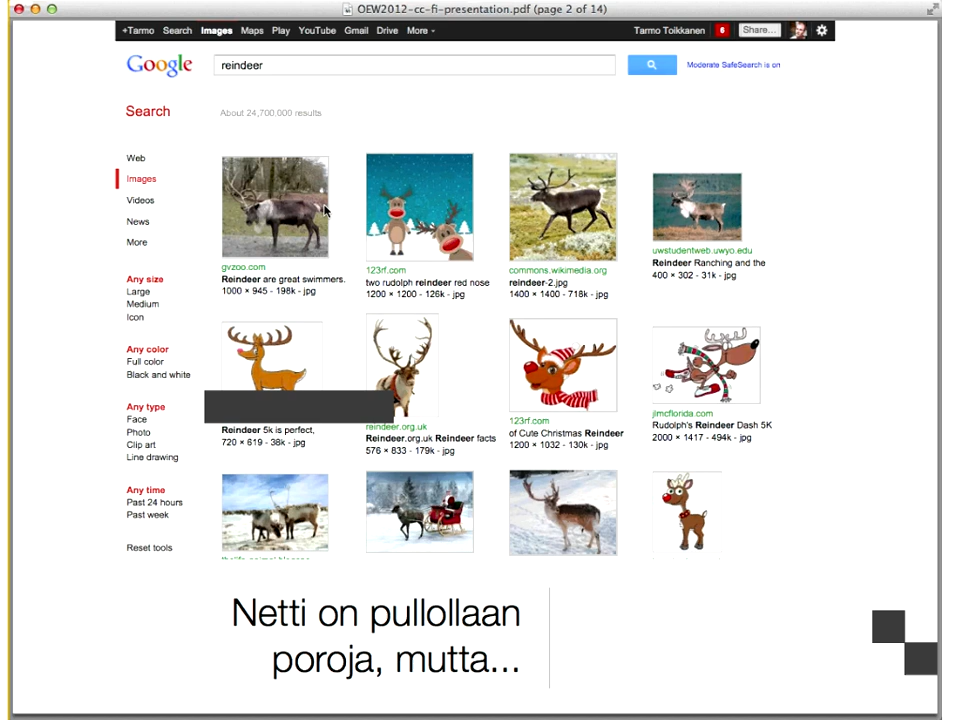 OEW2012-cc-fi-presentation.pdf (page 2 of 14)
+Tarmo Search Images Maps Play YouTube Gmail Drive More Tarmo Toikkanen 6 Share...
Google reindeer Moderate SafeSearch is on
Search About 24,700,000 results
Web
Images
Videos
News
More
Any size
Large
Medium
Icon
Any color
Full color
Black and white
Any type
Face
Photo
Clip art
Line drawing
Any time
Past 24 hours
Past week
Reset tools
gvzoo.com
Reindeer are great swimmers.
1000 × 945 - 198k - jpg
123rf.com
two rudolph reindeer red nose
1200 × 1200 - 126k - jpg
commons.wikimedia.org
reindeer-2.jpg
1400 × 1400 - 718k - jpg
uwstudentweb.uwyo.edu
Reindeer Ranching and the
400 × 302 - 31k - jpg
Reindeer 5k is perfect,
720 × 619 - 38k - jpg
reindeer.org.uk
Reindeer.org.uk Reindeer facts
576 × 833 - 179k - jpg
123rf.com
of Cute Christmas Reindeer
1200 × 1032 - 130k - jpg
jlmcflorida.com
Rudolph's Reindeer Dash 5K
2000 × 1417 - 494k - jpg
Netti on pullollaan
poroja, mutta...